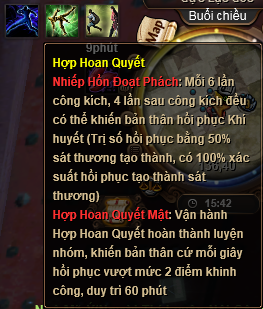 Buổi chiều
Map
9phút
Hợp Hoan Quyết
Nhiếp Hồn Đoạt Phách: Mỗi 6 lần
công kích, 4 lần sau công kích đều
có thể khiến bản thân hồi phục Khí
huyết (Trị số hồi phục bằng 50%
sát thương tạo thành, có 100% xác
suất hồi phục tạo thành sát
thương)
15:42
Hợp Hoan Quyết Mật: Vận hành
Hợp Hoan Quyết hoàn thành luyện
nhóm, khiến bản thân cứ mỗi giây
hồi phục vượt mức 2 điểm khinh
công, duy trì 60 phút